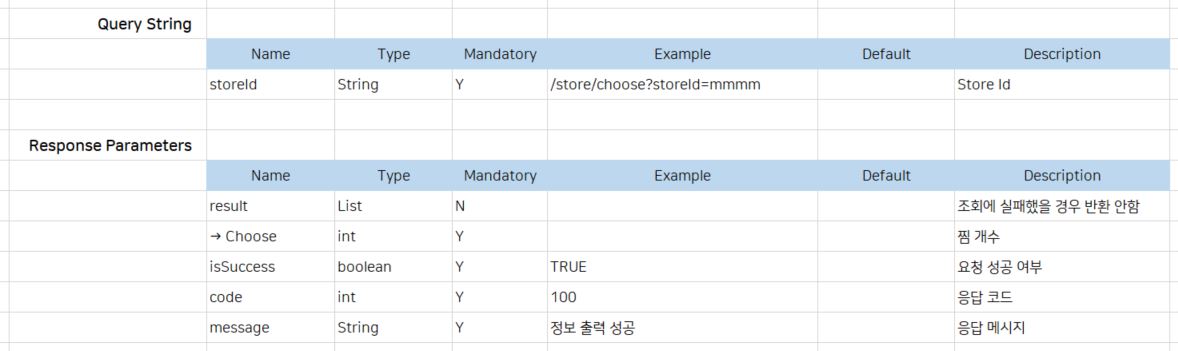 Query String
Name Type Mandatory Example Default Description
storeId String Y /store/choose?storeId=mmmm Store Id
Response Parameters
Name Type Mandatory Example Default Description
result List N 조회에 실패했을 경우 반환 안함
→ Choose int Y 찜 개수
isSuccess boolean Y TRUE 요청 성공 여부
code int Y 100 응답 코드
message String Y 정보 출력 성공 응답 메시지